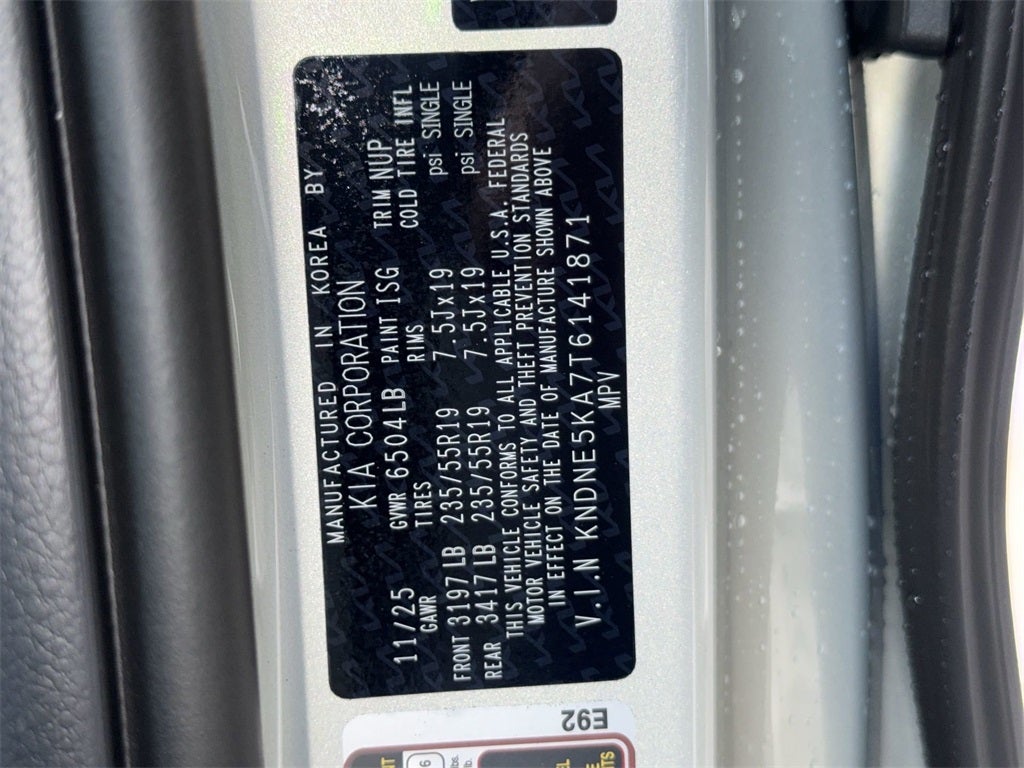 MANUFACTURED IN KOREA BY
KIA CORPORATION
11/25 GVWR 6504LB PAINT ISG TRIM NUP
GAWR TIRES RIMS COLD TIRE INFL
FRONT 3197LB 235/55R19 7.5Jx19 psi SINGLE
REAR 3417LB 235/55R19 7.5Jx19 psi SINGLE
THIS VEHICLE CONFORMS TO ALL APPLICABLE U.S.A. FEDERAL
MOTOR VEHICLE SAFETY AND THEFT PREVENTION STANDARDS
IN EFFECT ON THE DATE OF MANUFACTURE SHOWN ABOVE
V.I.N KNDNE5KA7T6141871
MPV
E92